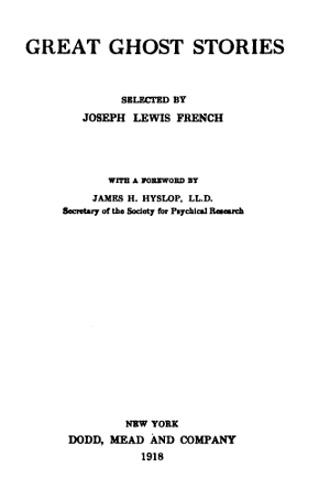 GREAT GHOST STORIES
SELECTED BY
JOSEPH LEWIS FRENCH
WITH A FOREWORD BY
JAMES H. HYSLOP, LL.D.
Secretary of the Society for Psychical Research
NEW YORK
DODD, MEAD AND COMPANY
1918